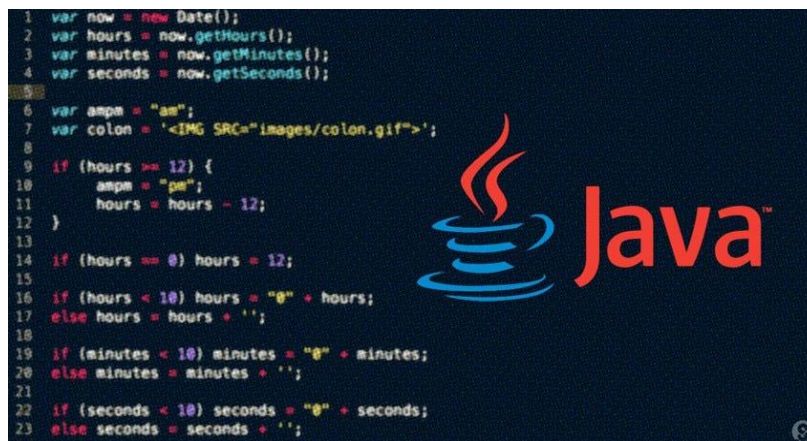 1 var now = new Date();
2 var hours = now.getHours();
3 var minutes = now.getMinutes();
4 var seconds = now.getSeconds();
5
6 var ampm = "am";
7 var colon = '<IMG SRC="images/colon.gif">';
8
9 if (hours >= 12) {
10 ampm = "pm";
11 hours = hours - 12;
12 }
13
14 if (hours == 0) hours = 12;
15
16 if (hours < 10) hours = "0" + hours;
17 else hours = hours + '';
18
19 if (minutes < 10) minutes = "0" + minutes;
20 else minutes = minutes + '';
21
22 if (seconds < 10) seconds = "0" + seconds;
23 else seconds = seconds + '';
Java™